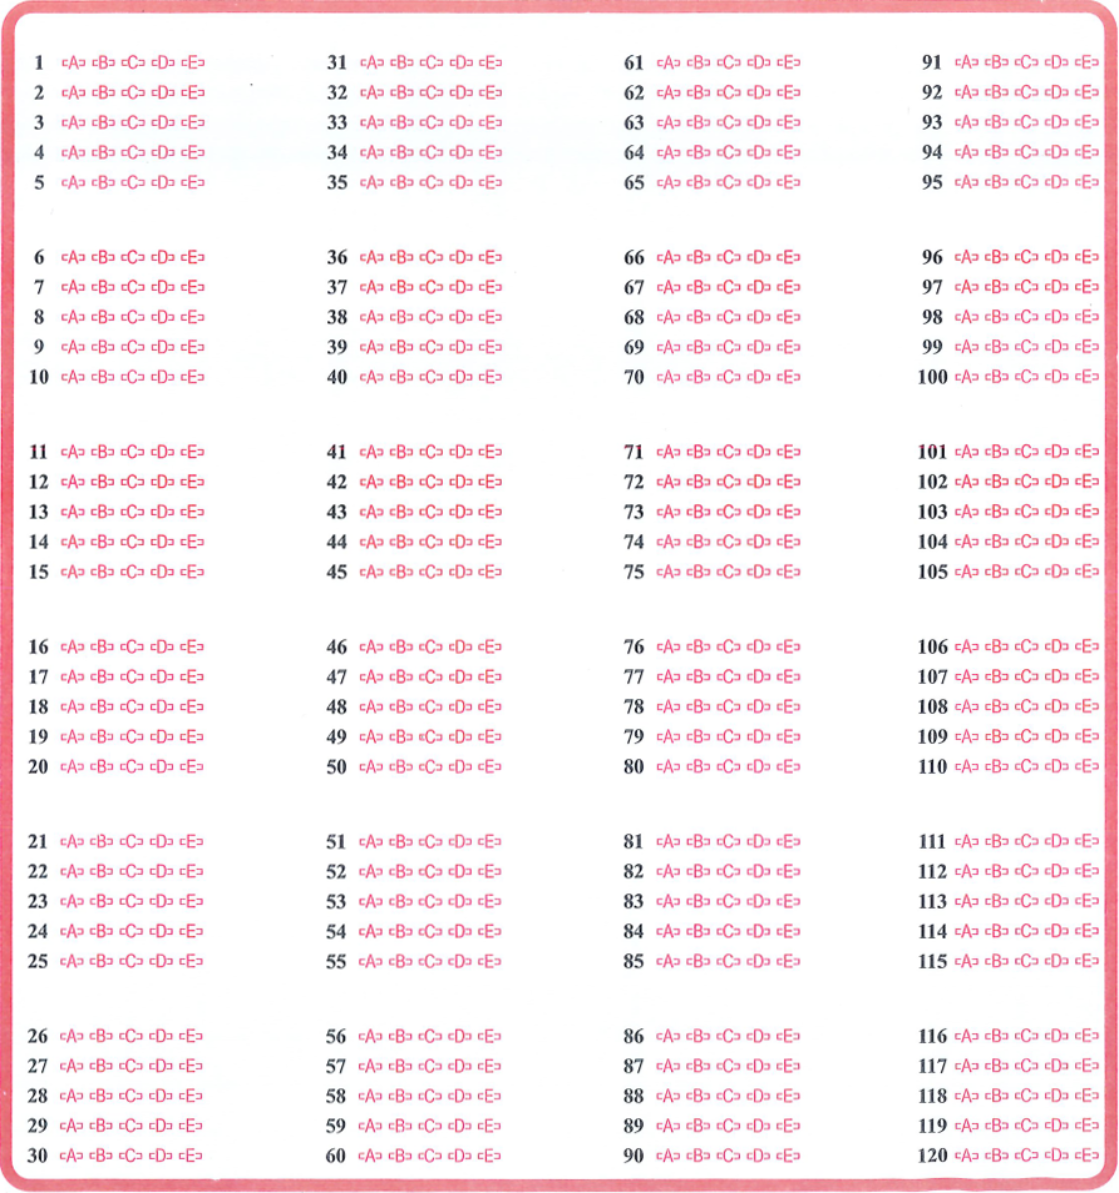 1 [A] [B] [C] [D] [E]
2 [A] [B] [C] [D] [E]
3 [A] [B] [C] [D] [E]
4 [A] [B] [C] [D] [E]
5 [A] [B] [C] [D] [E]
6 [A] [B] [C] [D] [E]
7 [A] [B] [C] [D] [E]
8 [A] [B] [C] [D] [E]
9 [A] [B] [C] [D] [E]
10 [A] [B] [C] [D] [E]
11 [A] [B] [C] [D] [E]
12 [A] [B] [C] [D] [E]
13 [A] [B] [C] [D] [E]
14 [A] [B] [C] [D] [E]
15 [A] [B] [C] [D] [E]
16 [A] [B] [C] [D] [E]
17 [A] [B] [C] [D] [E]
18 [A] [B] [C] [D] [E]
19 [A] [B] [C] [D] [E]
20 [A] [B] [C] [D] [E]
21 [A] [B] [C] [D] [E]
22 [A] [B] [C] [D] [E]
23 [A] [B] [C] [D] [E]
24 [A] [B] [C] [D] [E]
25 [A] [B] [C] [D] [E]
26 [A] [B] [C] [D] [E]
27 [A] [B] [C] [D] [E]
28 [A] [B] [C] [D] [E]
29 [A] [B] [C] [D] [E]
30 [A] [B] [C] [D] [E]
31 [A] [B] [C] [D] [E]
32 [A] [B] [C] [D] [E]
33 [A] [B] [C] [D] [E]
34 [A] [B] [C] [D] [E]
35 [A] [B] [C] [D] [E]
36 [A] [B] [C] [D] [E]
37 [A] [B] [C] [D] [E]
38 [A] [B] [C] [D] [E]
39 [A] [B] [C] [D] [E]
40 [A] [B] [C] [D] [E]
41 [A] [B] [C] [D] [E]
42 [A] [B] [C] [D] [E]
43 [A] [B] [C] [D] [E]
44 [A] [B] [C] [D] [E]
45 [A] [B] [C] [D] [E]
46 [A] [B] [C] [D] [E]
47 [A] [B] [C] [D] [E]
48 [A] [B] [C] [D] [E]
49 [A] [B] [C] [D] [E]
50 [A] [B] [C] [D] [E]
51 [A] [B] [C] [D] [E]
52 [A] [B] [C] [D] [E]
53 [A] [B] [C] [D] [E]
54 [A] [B] [C] [D] [E]
55 [A] [B] [C] [D] [E]
56 [A] [B] [C] [D] [E]
57 [A] [B] [C] [D] [E]
58 [A] [B] [C] [D] [E]
59 [A] [B] [C] [D] [E]
60 [A] [B] [C] [D] [E]
61 [A] [B] [C] [D] [E]
62 [A] [B] [C] [D] [E]
63 [A] [B] [C] [D] [E]
64 [A] [B] [C] [D] [E]
65 [A] [B] [C] [D] [E]
66 [A] [B] [C] [D] [E]
67 [A] [B] [C] [D] [E]
68 [A] [B] [C] [D] [E]
69 [A] [B] [C] [D] [E]
70 [A] [B] [C] [D] [E]
71 [A] [B] [C] [D] [E]
72 [A] [B] [C] [D] [E]
73 [A] [B] [C] [D] [E]
74 [A] [B] [C] [D] [E]
75 [A] [B] [C] [D] [E]
76 [A] [B] [C] [D] [E]
77 [A] [B] [C] [D] [E]
78 [A] [B] [C] [D] [E]
79 [A] [B] [C] [D] [E]
80 [A] [B] [C] [D] [E]
81 [A] [B] [C] [D] [E]
82 [A] [B] [C] [D] [E]
83 [A] [B] [C] [D] [E]
84 [A] [B] [C] [D] [E]
85 [A] [B] [C] [D] [E]
86 [A] [B] [C] [D] [E]
87 [A] [B] [C] [D] [E]
88 [A] [B] [C] [D] [E]
89 [A] [B] [C] [D] [E]
90 [A] [B] [C] [D] [E]
91 [A] [B] [C] [D] [E]
92 [A] [B] [C] [D] [E]
93 [A] [B] [C] [D] [E]
94 [A] [B] [C] [D] [E]
95 [A] [B] [C] [D] [E]
96 [A] [B] [C] [D] [E]
97 [A] [B] [C] [D] [E]
98 [A] [B] [C] [D] [E]
99 [A] [B] [C] [D] [E]
100 [A] [B] [C] [D] [E]
101 [A] [B] [C] [D] [E]
102 [A] [B] [C] [D] [E]
103 [A] [B] [C] [D] [E]
104 [A] [B] [C] [D] [E]
105 [A] [B] [C] [D] [E]
106 [A] [B] [C] [D] [E]
107 [A] [B] [C] [D] [E]
108 [A] [B] [C] [D] [E]
109 [A] [B] [C] [D] [E]
110 [A] [B] [C] [D] [E]
111 [A] [B] [C] [D] [E]
112 [A] [B] [C] [D] [E]
113 [A] [B] [C] [D] [E]
114 [A] [B] [C] [D] [E]
115 [A] [B] [C] [D] [E]
116 [A] [B] [C] [D] [E]
117 [A] [B] [C] [D] [E]
118 [A] [B] [C] [D] [E]
119 [A] [B] [C] [D] [E]
120 [A] [B] [C] [D] [E]